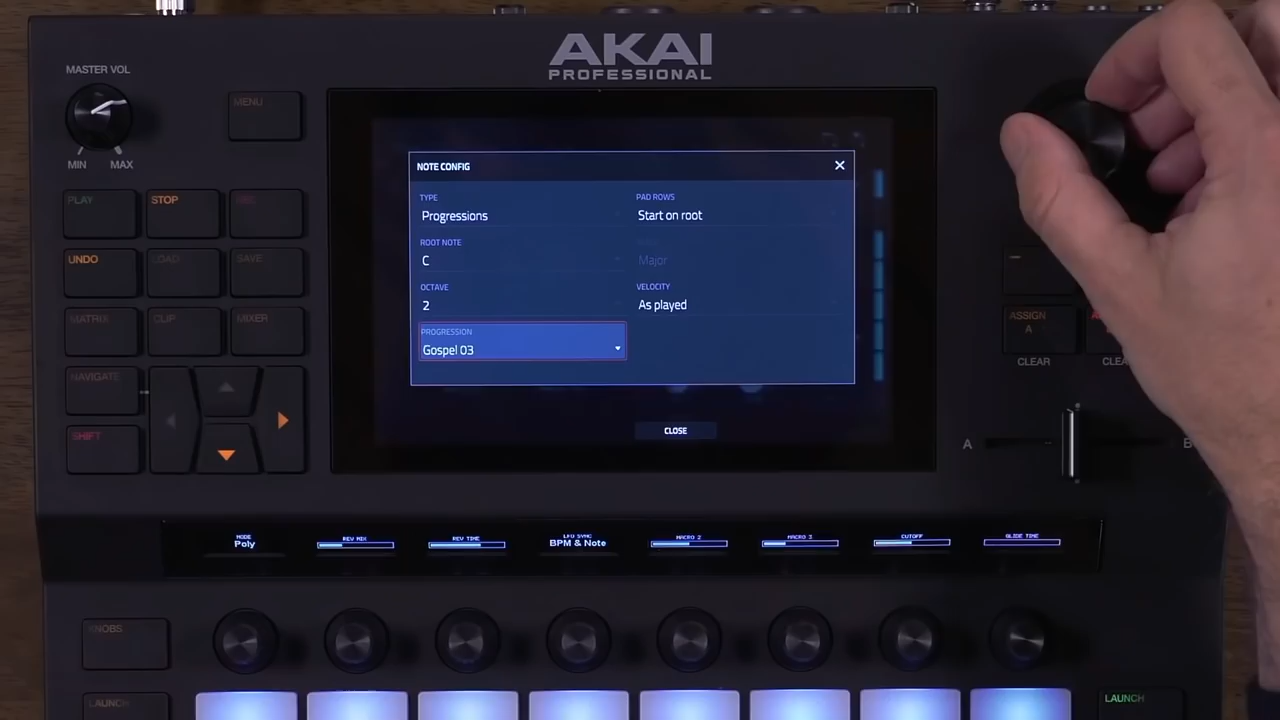 AKAI
PROFESSIONAL
MASTER VOL
MIN MAX
MENU
PLAY STOP REC
UNDO LOAD SAVE
MATRIX CLIP MIXER
NAVIGATE
SHIFT
NOTE CONFIG
TYPE
Progressions
PAD ROWS
Start on root
ROOT NOTE
C
Major
OCTAVE
2
VELOCITY
As played
PROGRESSION
Gospel 03
CLOSE
ASSIGN
A
CLEAR
A B
MODE
Poly
REV MIX
REV TIME
LFO SYNC
BPM & Note
MACRO 2
MACRO 3
CUTOFF
GLIDE TIME
KNOBS
LAUNCH
LAUNCH